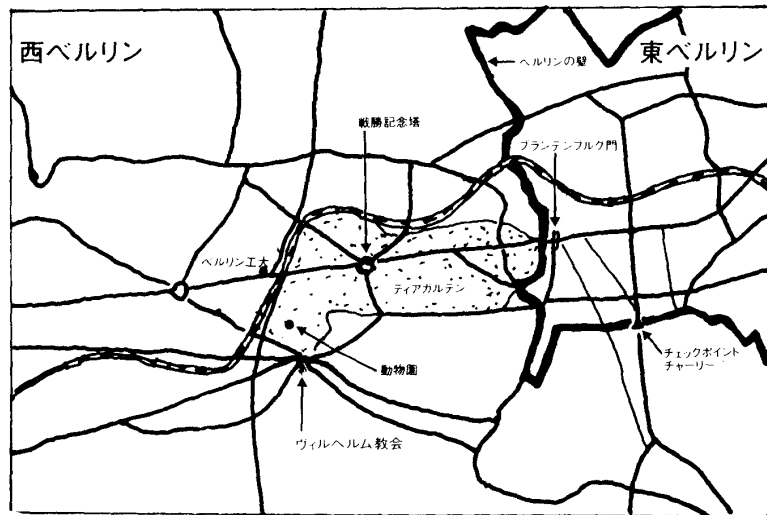 西ベルリン
東ベルリン
ベルリンの壁
戦勝記念塔
ブランデンブルク門
ベルリン工大
ティアガルテン
動物園
チェックポイント
チャーリー
ヴィルヘルム教会